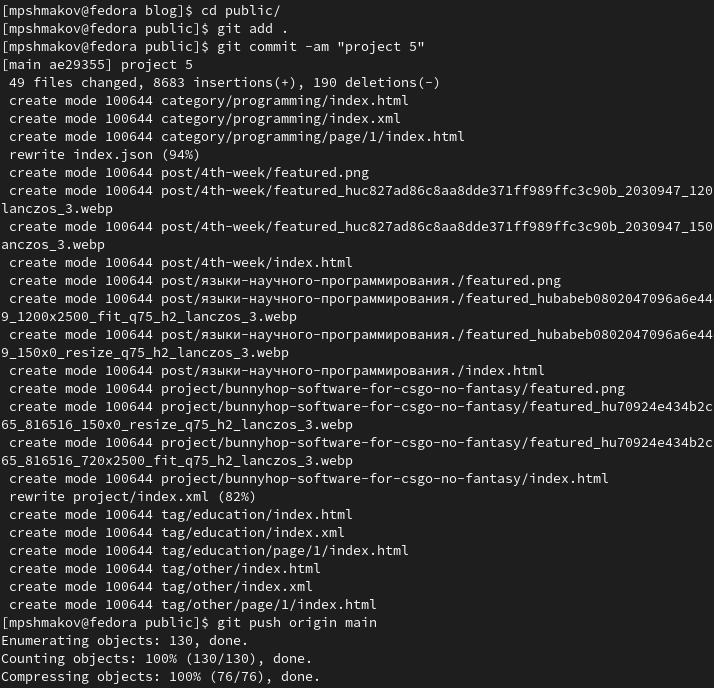 [mpshmakov@fedora blog]$ cd public/
[mpshmakov@fedora public]$ git add .
[mpshmakov@fedora public]$ git commit -am "project 5"
[main ae29355] project 5
 49 files changed, 8683 insertions(+), 190 deletions(-)
 create mode 100644 category/programming/index.html
 create mode 100644 category/programming/index.xml
 create mode 100644 category/programming/page/1/index.html
 rewrite index.json (94%)
 create mode 100644 post/4th-week/featured.png
 create mode 100644 post/4th-week/featured_huc827ad86c8aa8dde371ff989ffc3c90b_2030947_120
lanczos_3.webp
 create mode 100644 post/4th-week/featured_huc827ad86c8aa8dde371ff989ffc3c90b_2030947_150
anczos_3.webp
 create mode 100644 post/4th-week/index.html
 create mode 100644 post/языки-научного-программирования./featured.png
 create mode 100644 post/языки-научного-программирования./featured_hubabeb0802047096a6e44
9_1200x2500_fit_q75_h2_lanczos_3.webp
 create mode 100644 post/языки-научного-программирования./featured_hubabeb0802047096a6e44
9_150x0_resize_q75_h2_lanczos_3.webp
 create mode 100644 post/языки-научного-программирования./index.html
 create mode 100644 project/bunnyhop-software-for-csgo-no-fantasy/featured.png
 create mode 100644 project/bunnyhop-software-for-csgo-no-fantasy/featured_hu70924e434b2c
65_816516_150x0_resize_q75_h2_lanczos_3.webp
 create mode 100644 project/bunnyhop-software-for-csgo-no-fantasy/featured_hu70924e434b2c
65_816516_720x2500_fit_q75_h2_lanczos_3.webp
 create mode 100644 project/bunnyhop-software-for-csgo-no-fantasy/index.html
 rewrite project/index.xml (82%)
 create mode 100644 tag/education/index.html
 create mode 100644 tag/education/index.xml
 create mode 100644 tag/education/page/1/index.html
 create mode 100644 tag/other/index.html
 create mode 100644 tag/other/index.xml
 create mode 100644 tag/other/page/1/index.html
[mpshmakov@fedora public]$ git push origin main
Enumerating objects: 130, done.
Counting objects: 100% (130/130), done.
Compressing objects: 100% (76/76), done.